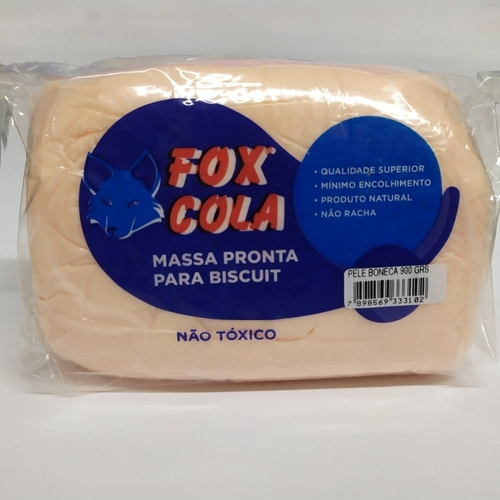 FOX
COLA
MASSA PRONTA
PARA BISCUIT
NÃO TÓXICO
• QUALIDADE SUPERIOR
• MÍNIMO ENCOLHIMENTO
• PRODUTO NATURAL
• NÃO RACHA
PELE BONECA 900 GRS
7 898569 333102